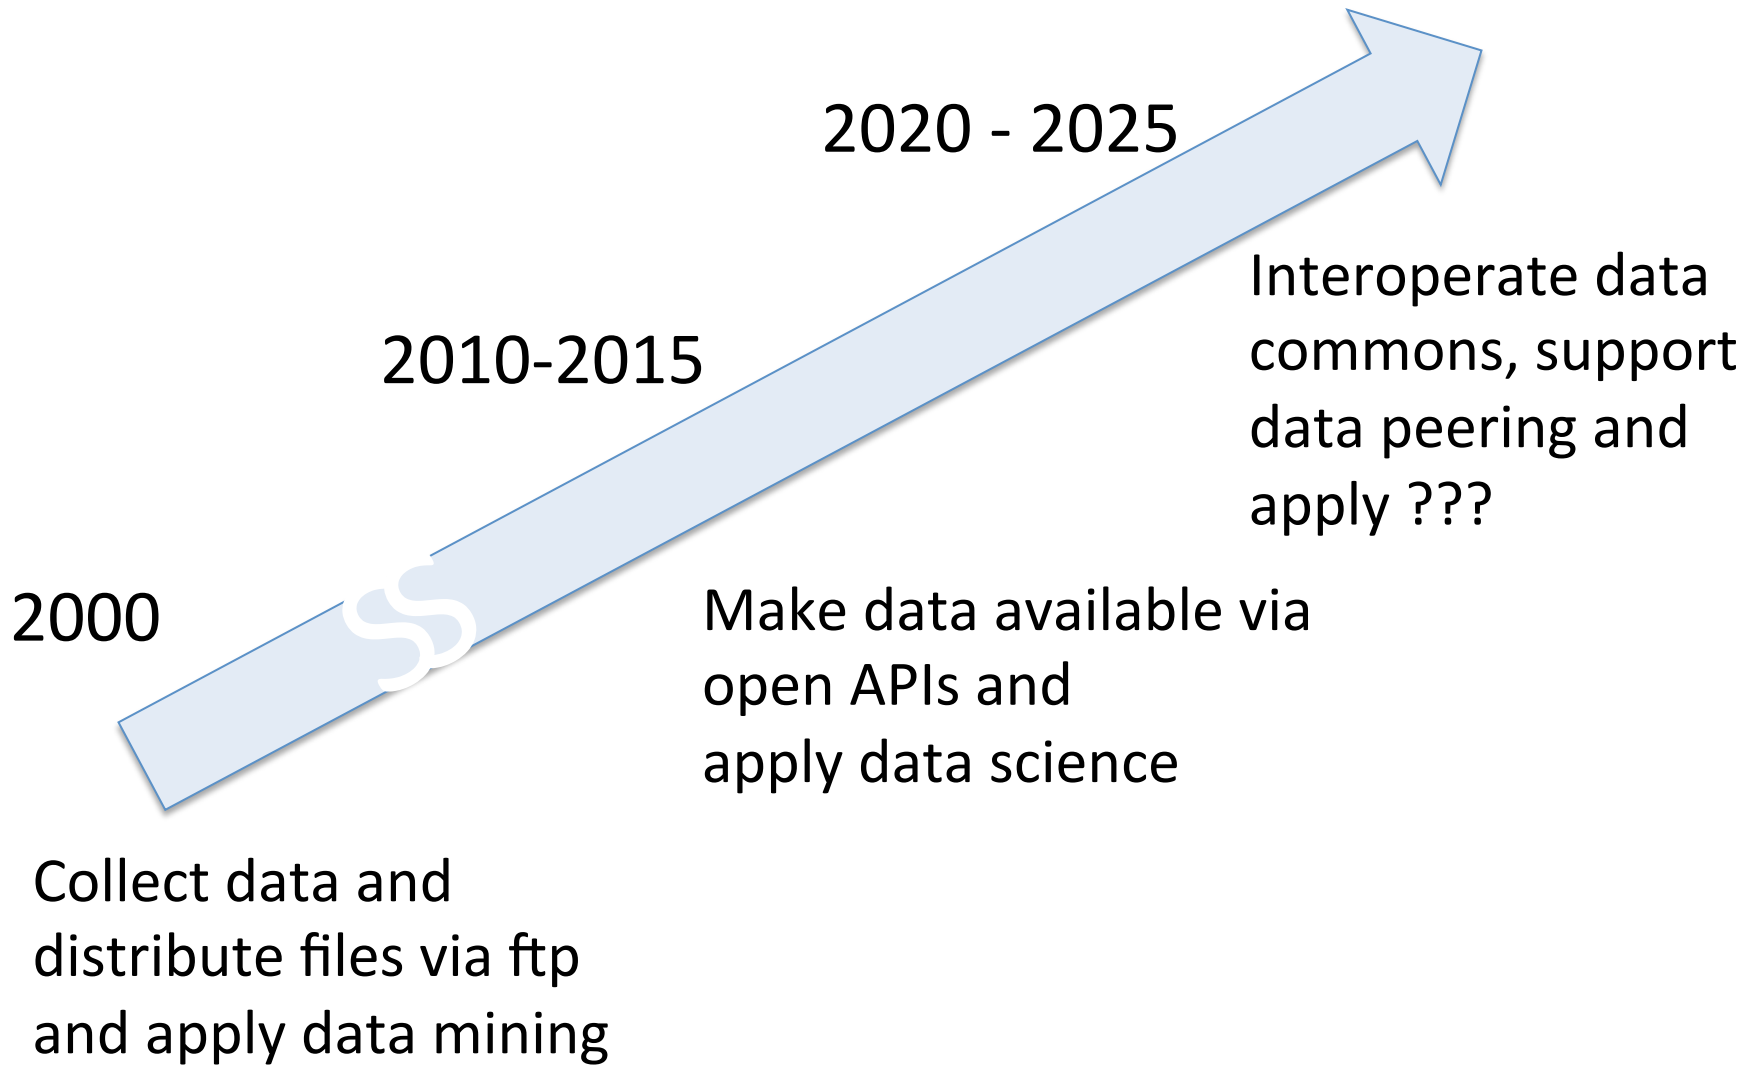 2000
Collect data and
distribute files via ftp
and apply data mining
2010-2015
Make data available via
open APIs and
apply data science
2020 - 2025
Interoperate data
commons, support
data peering and
apply ???